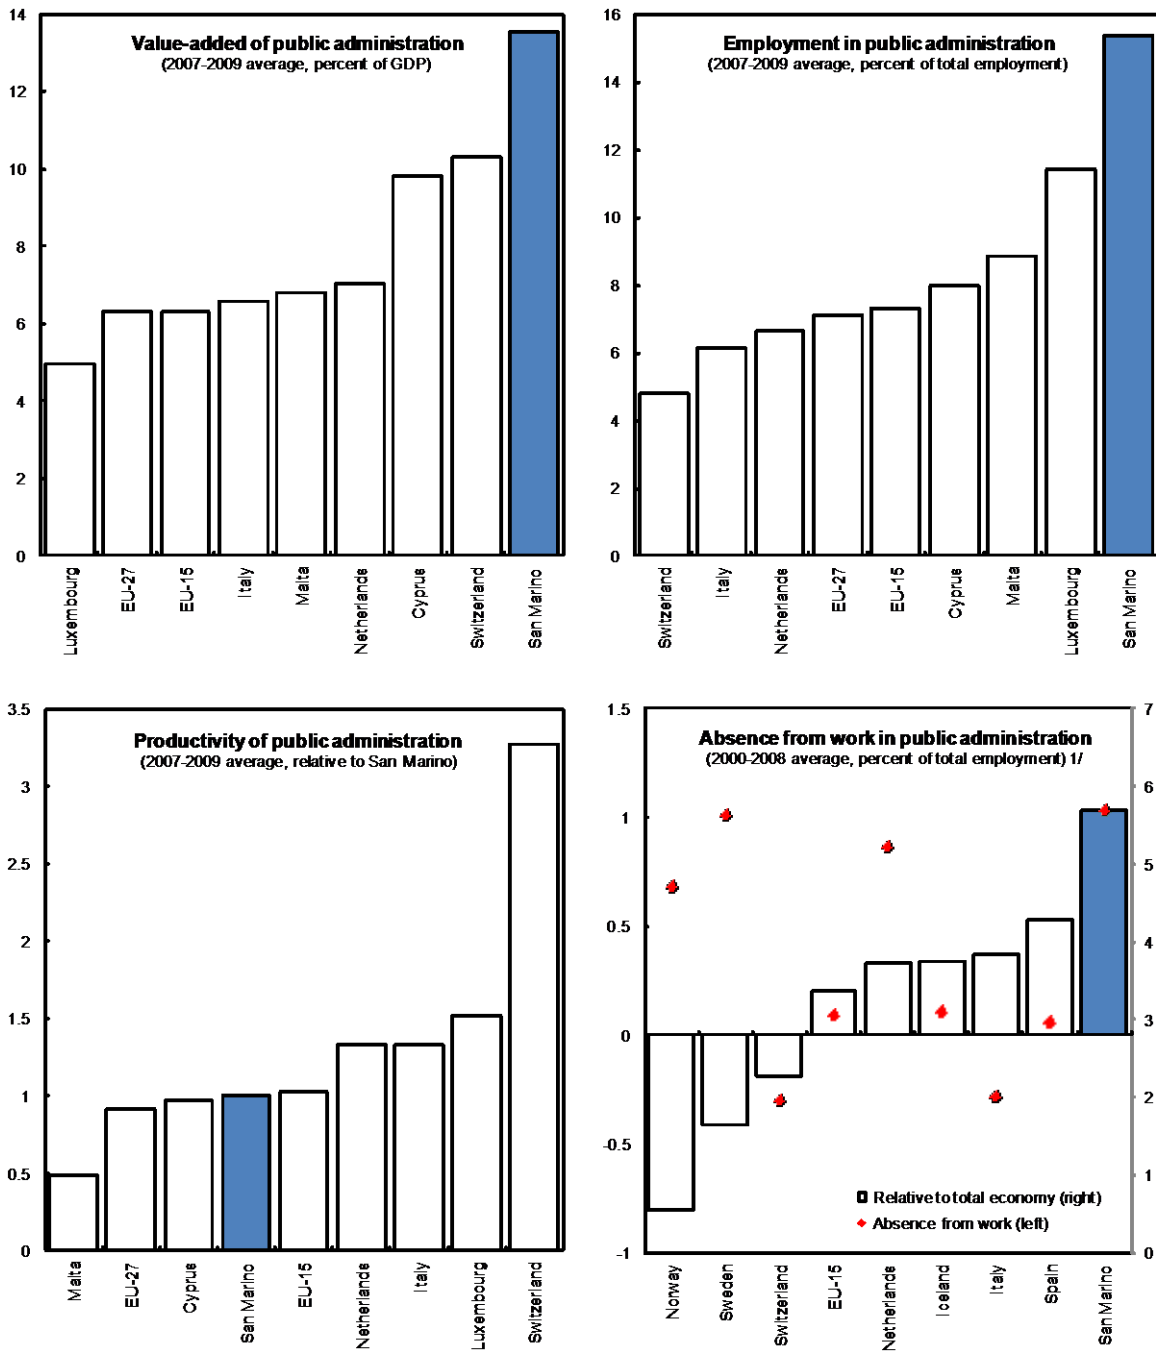 Value-added of public administration
(2007-2009 average, percent of GDP)
14
12
10
8
6
4
2
0
Luxembourg
EU-27
EU-15
Italy
Malta
Netherlands
Cyprus
Switzerland
San Marino
Employment in public administration
(2007-2009 average, percent of total employment)
16
14
12
10
8
6
4
2
0
Switzerland
Italy
Netherlands
EU-27
EU-15
Cyprus
Malta
Luxembourg
San Marino
Productivity of public administration
(2007-2009 average, relative to San Marino)
3.5
3
2.5
2
1.5
1
0.5
0
Malta
EU-27
Cyprus
San Marino
EU-15
Netherlands
Italy
Luxembourg
Switzerland
Absence from work in public administration
(2000-2008 average, percent of total employment) 1/
1.5
1
0.5
0
-0.5
-1
7
6
5
4
3
2
1
0
Relative to total economy (right)
Absence from work (left)
Norway
Sweden
Switzerland
EU-15
Netherlands
Iceland
Italy
Spain
San Marino